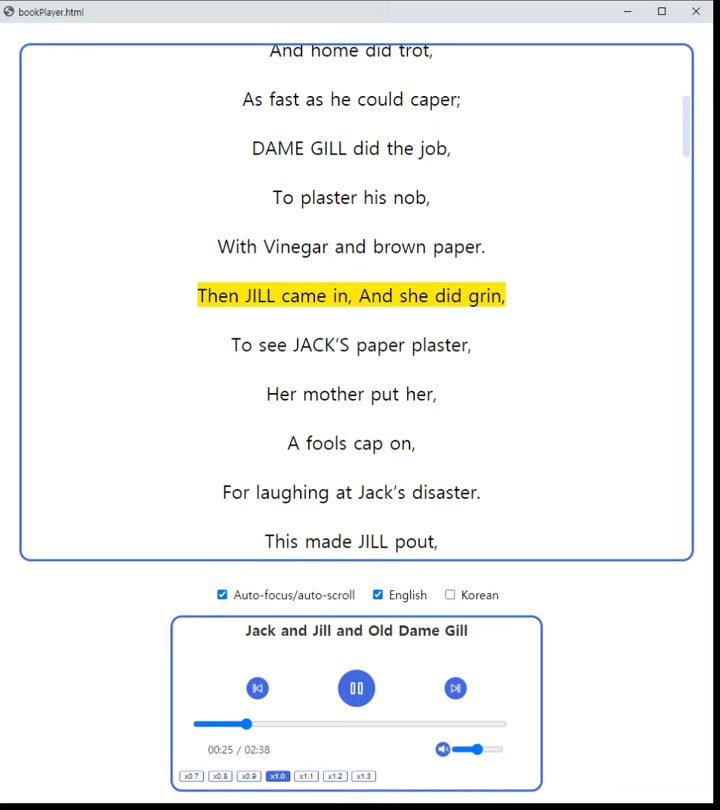 bookPlayer.html
And home did trot,
As fast as he could caper;
DAME GILL did the job,
To plaster his nob,
With Vinegar and brown paper.
Then JILL came in, And she did grin,
To see JACK'S paper plaster,
Her mother put her,
A fools cap on,
For laughing at Jack's disaster.
This made JILL pout,
Auto-focus/auto-scroll English Korean
Jack and Jill and Old Dame Gill
00:25 / 02:38
x0.7 x0.8 x0.9 x1.0 x1.1 x1.2 x1.3